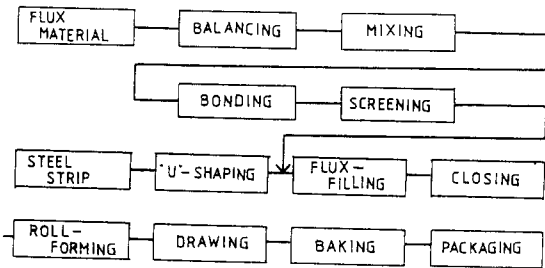 FLUX
MATERIAL
BALANCING
MIXING
BONDING
SCREENING
STEEL
STRIP
"U"-SHAPING
FLUX-
FILLING
CLOSING
ROLL-
FORMING
DRAWING
BAKING
PACKAGING